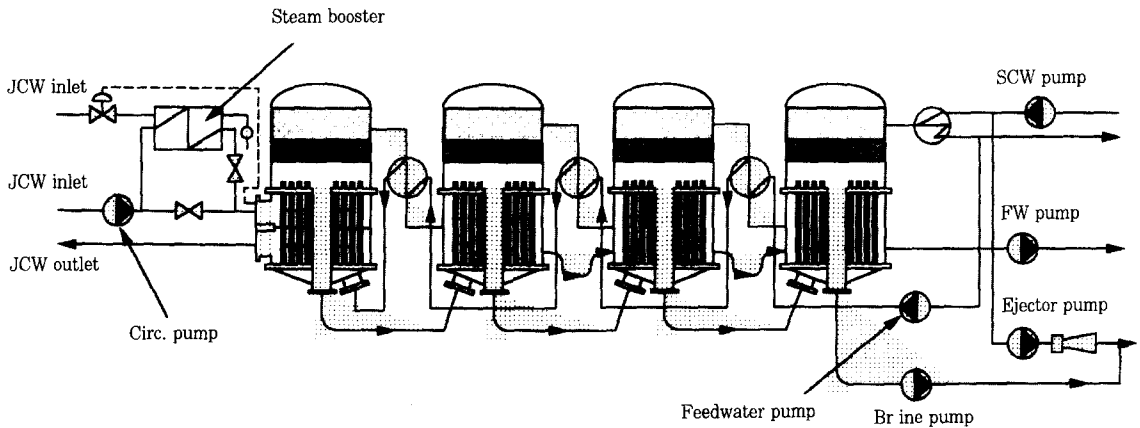 Steam booster
JCW inlet
SCW pump
JCW inlet
FW pump
JCW outlet
Ejector pump
Circ. pump
Feedwater pump
Br ine pump